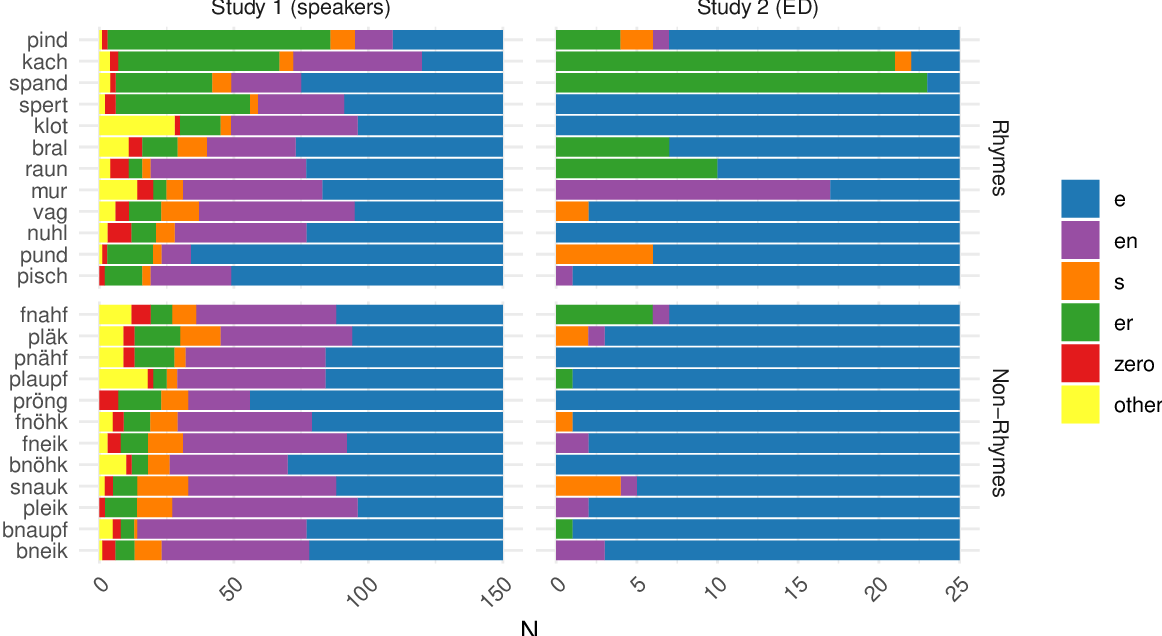 Study 1 (speakers)
Study 2 (ED)
pind
kach
spand
spert
klot
bral
raun
mur
vag
nuhl
pund
pisch
Rhymes
fnahf
pläk
pnähf
plaupf
pröng
fnöhk
fneik
bnöhk
snauk
pleik
bnaupf
bneik
Non–Rhymes
0
50
100
150
0
5
10
15
20
25
N
e
en
s
er
zero
other